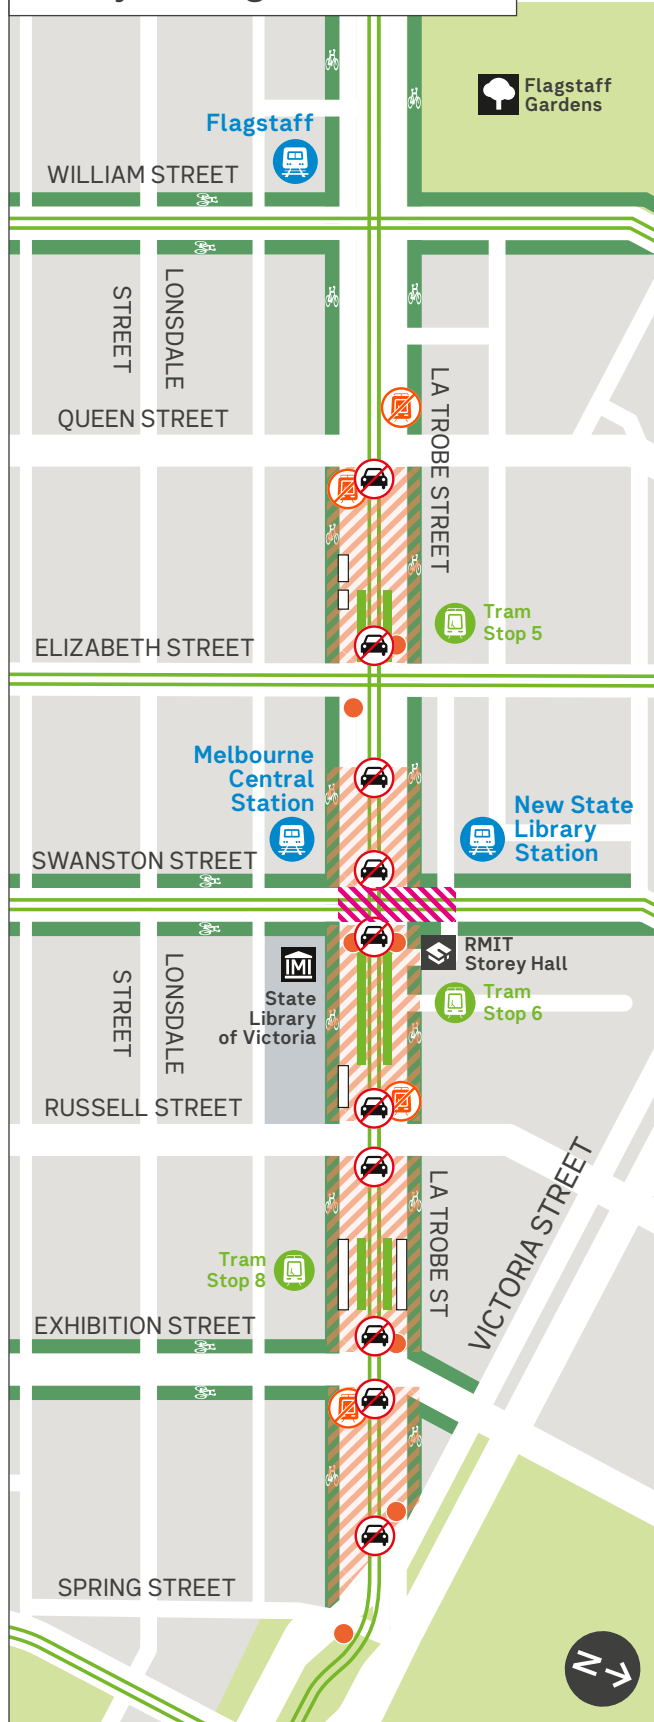 Flagstaff
Gardens
Flagstaff
WILLIAM STREET
LONSDALE
STREET
QUEEN STREET
LA TROBE STREET
Tram
Stop 5
ELIZABETH STREET
Melbourne
Central
Station
New State
Library
Station
SWANSTON STREET
RMIT
Storey Hall
State
Library
of Victoria
Tram
Stop 6
LONSDALE
STREET
RUSSELL STREET
VICTORIA STREET
LA TROBE ST
Tram
Stop 8
EXHIBITION STREET
SPRING STREET
N